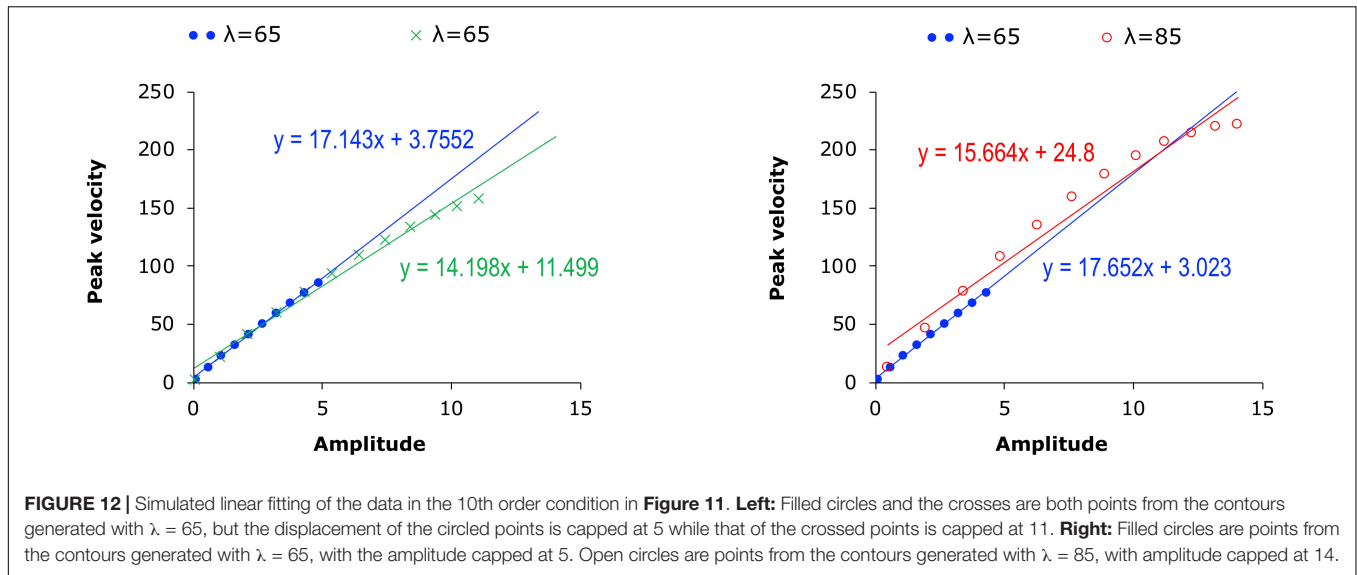 λ=65
λ=65
Peak velocity
250
200
150
100
50
0
y = 17.143x + 3.7552
y = 14.198x + 11.499
0
5
10
15
Amplitude
λ=65
λ=85
Peak velocity
250
200
150
100
50
0
y = 15.664x + 24.8
y = 17.652x + 3.023
0
5
10
15
Amplitude
FIGURE 12 | Simulated linear fitting of the data in the 10th order condition in Figure 11. Left: Filled circles and the crosses are both points from the contours
generated with λ = 65, but the displacement of the circled points is capped at 5 while that of the crossed points is capped at 11. Right: Filled circles are points from
the contours generated with λ = 65, with the amplitude capped at 5. Open circles are points from the contours generated with λ = 85, with amplitude capped at 14.